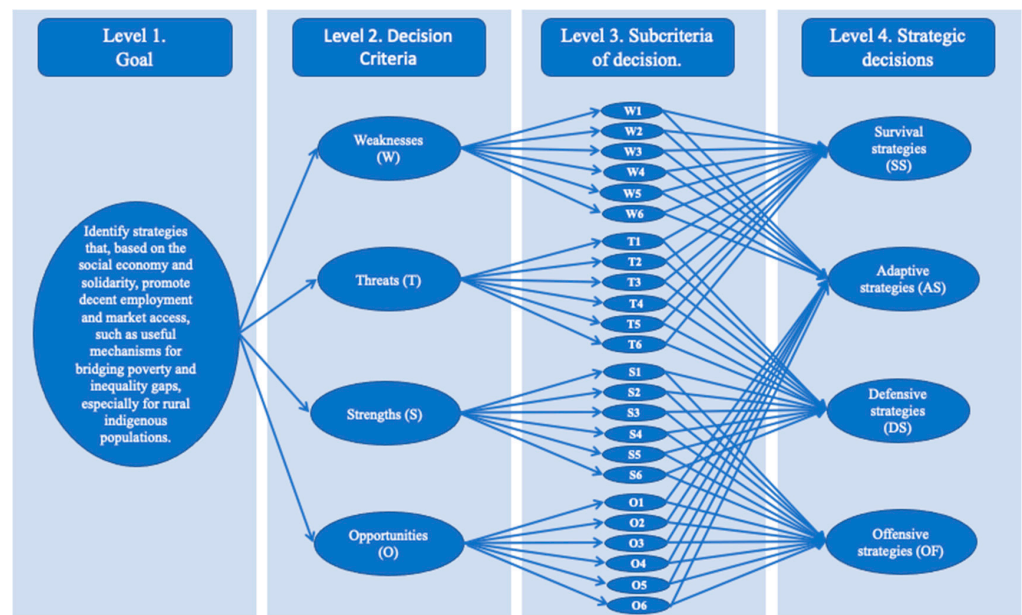 Level 1.
Goal
Level 2. Decision
Criteria
Level 3. Subcriteria
of decision.
Level 4. Strategic
decisions
Identify strategies
that, based on the
social economy and
solidarity, promote
decent employment
and market access,
such as useful
mechanisms for
bridging poverty and
inequality gaps,
especially for rural
indigenous
populations.
Weaknesses
(W)
Threats (T)
Strengths (S)
Opportunities
(O)
W1
W2
W3
W4
W5
W6
T1
T2
T3
T4
T5
T6
S1
S2
S3
S4
S5
S6
O1
O2
O3
O4
O5
O6
Survival
strategies
(SS)
Adaptive
strategies (AS)
Defensive
strategies
(DS)
Offensive
strategies (OF)